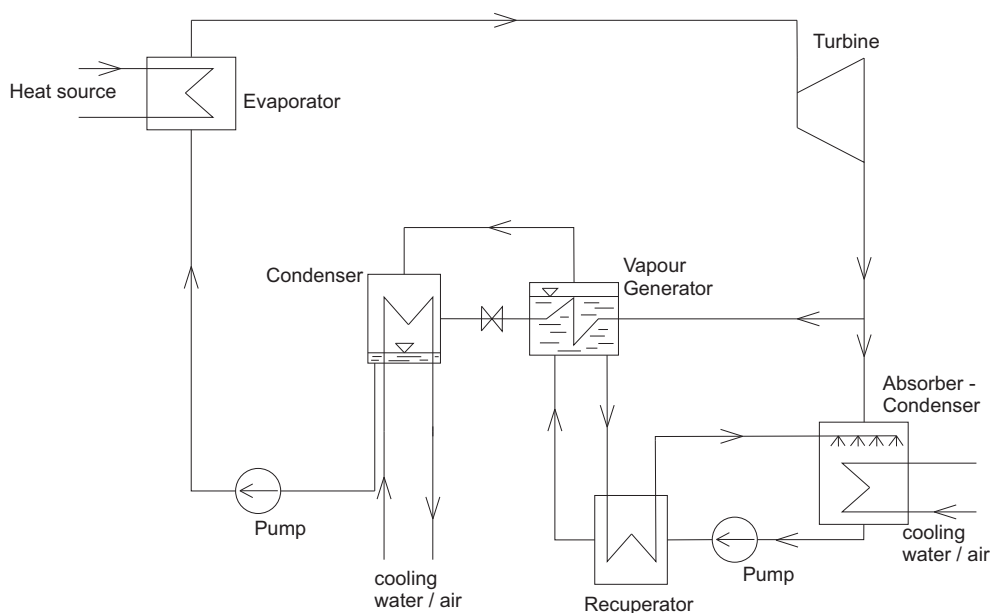 Turbine
Heat source
Evaporator
Condenser
Vapour
Generator
Absorber -
Condenser
Pump
cooling
water / air
Recuperator
Pump
cooling
water / air